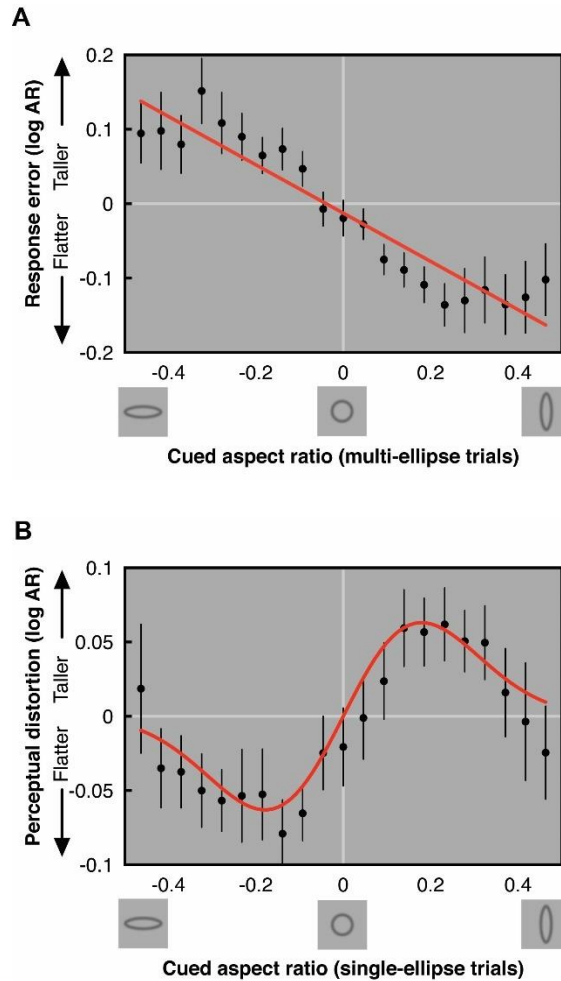 A
Response error (log AR)
Flatter Taller
0.2
0.1
0
-0.1
-0.2
-0.4 -0.2 0 0.2 0.4
Cued aspect ratio (multi-ellipse trials)
B
Perceptual distortion (log AR)
Flatter Taller
0.1
0.05
0
-0.05
-0.1
-0.4 -0.2 0 0.2 0.4
Cued aspect ratio (single-ellipse trials)